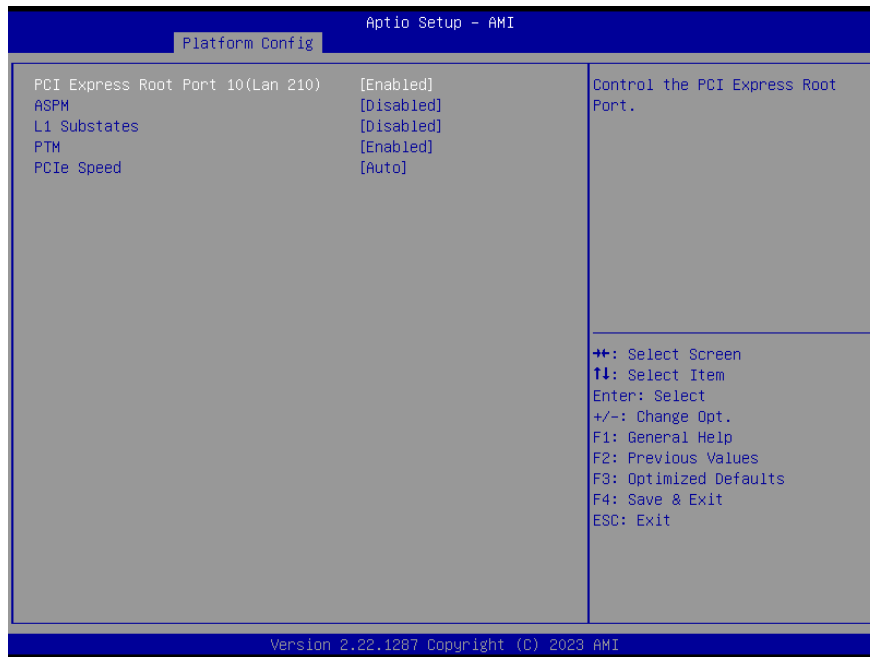 Aptio Setup – AMI
Platform Config
PCI Express Root Port 10(Lan 210) [Enabled]
ASPM [Disabled]
L1 Substates [Disabled]
PTM [Enabled]
PCIe Speed [Auto]
Control the PCI Express Root
Port.
→←: Select Screen
↑↓: Select Item
Enter: Select
+/-: Change Opt.
F1: General Help
F2: Previous Values
F3: Optimized Defaults
F4: Save & Exit
ESC: Exit
Version 2.22.1287 Copyright (C) 2023 AMI